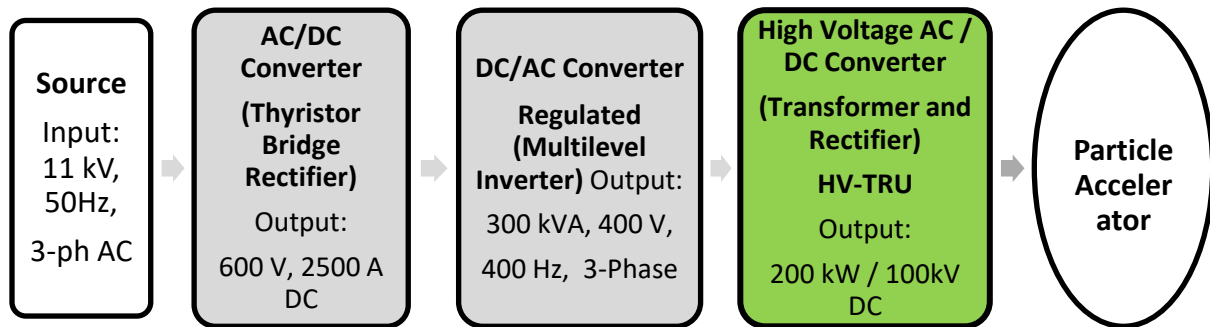 Source
Input:
11 kV,
50Hz,
3-ph AC
AC/DC
Converter
(Thyristor
Bridge
Rectifier)
Output:
600 V, 2500 A
DC
DC/AC Converter
Regulated
(Multilevel
Inverter) Output:
300 kVA, 400 V,
400 Hz, 3-Phase
High Voltage AC /
DC Converter
(Transformer and
Rectifier)
HV-TRU
Output:
200 kW / 100kV
DC
Particle
Acceler
ator